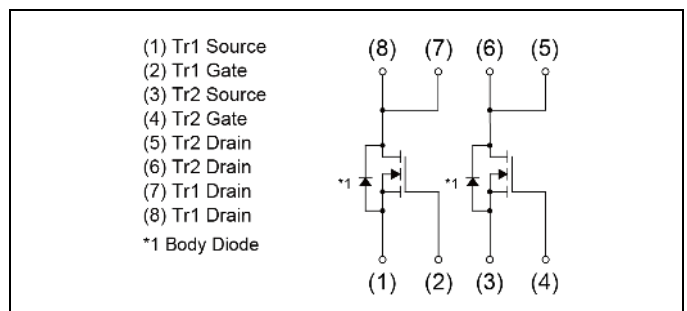 (1) Tr1 Source
(2) Tr1 Gate
(3) Tr2 Source
(4) Tr2 Gate
(5) Tr2 Drain
(6) Tr2 Drain
(7) Tr1 Drain
(8) Tr1 Drain
*1 Body Diode
(8) (7) (6) (5)
*1 *1
(1) (2) (3) (4)